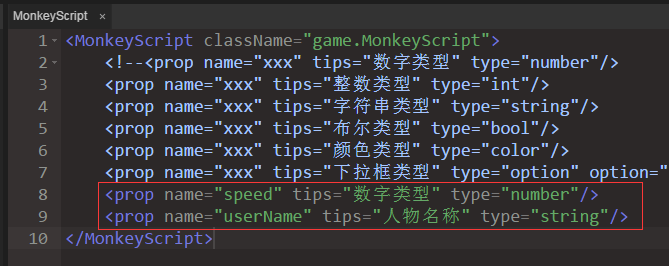 MonkeyScript ×
1 <MonkeyScript className="game.MonkeyScript">
2 <!--<prop name="xxx" tips="数字类型" type="number"/>
3 <prop name="xxx" tips="整数类型" type="int"/>
4 <prop name="xxx" tips="字符串类型" type="string"/>
5 <prop name="xxx" tips="布尔类型" type="bool"/>
6 <prop name="xxx" tips="颜色类型" type="color"/>
7 <prop name="xxx" tips="下拉框类型" type="option" option="
8 <prop name="speed" tips="数字类型" type="number"/>
9 <prop name="userName" tips="人物名称" type="string"/>
10 </MonkeyScript>